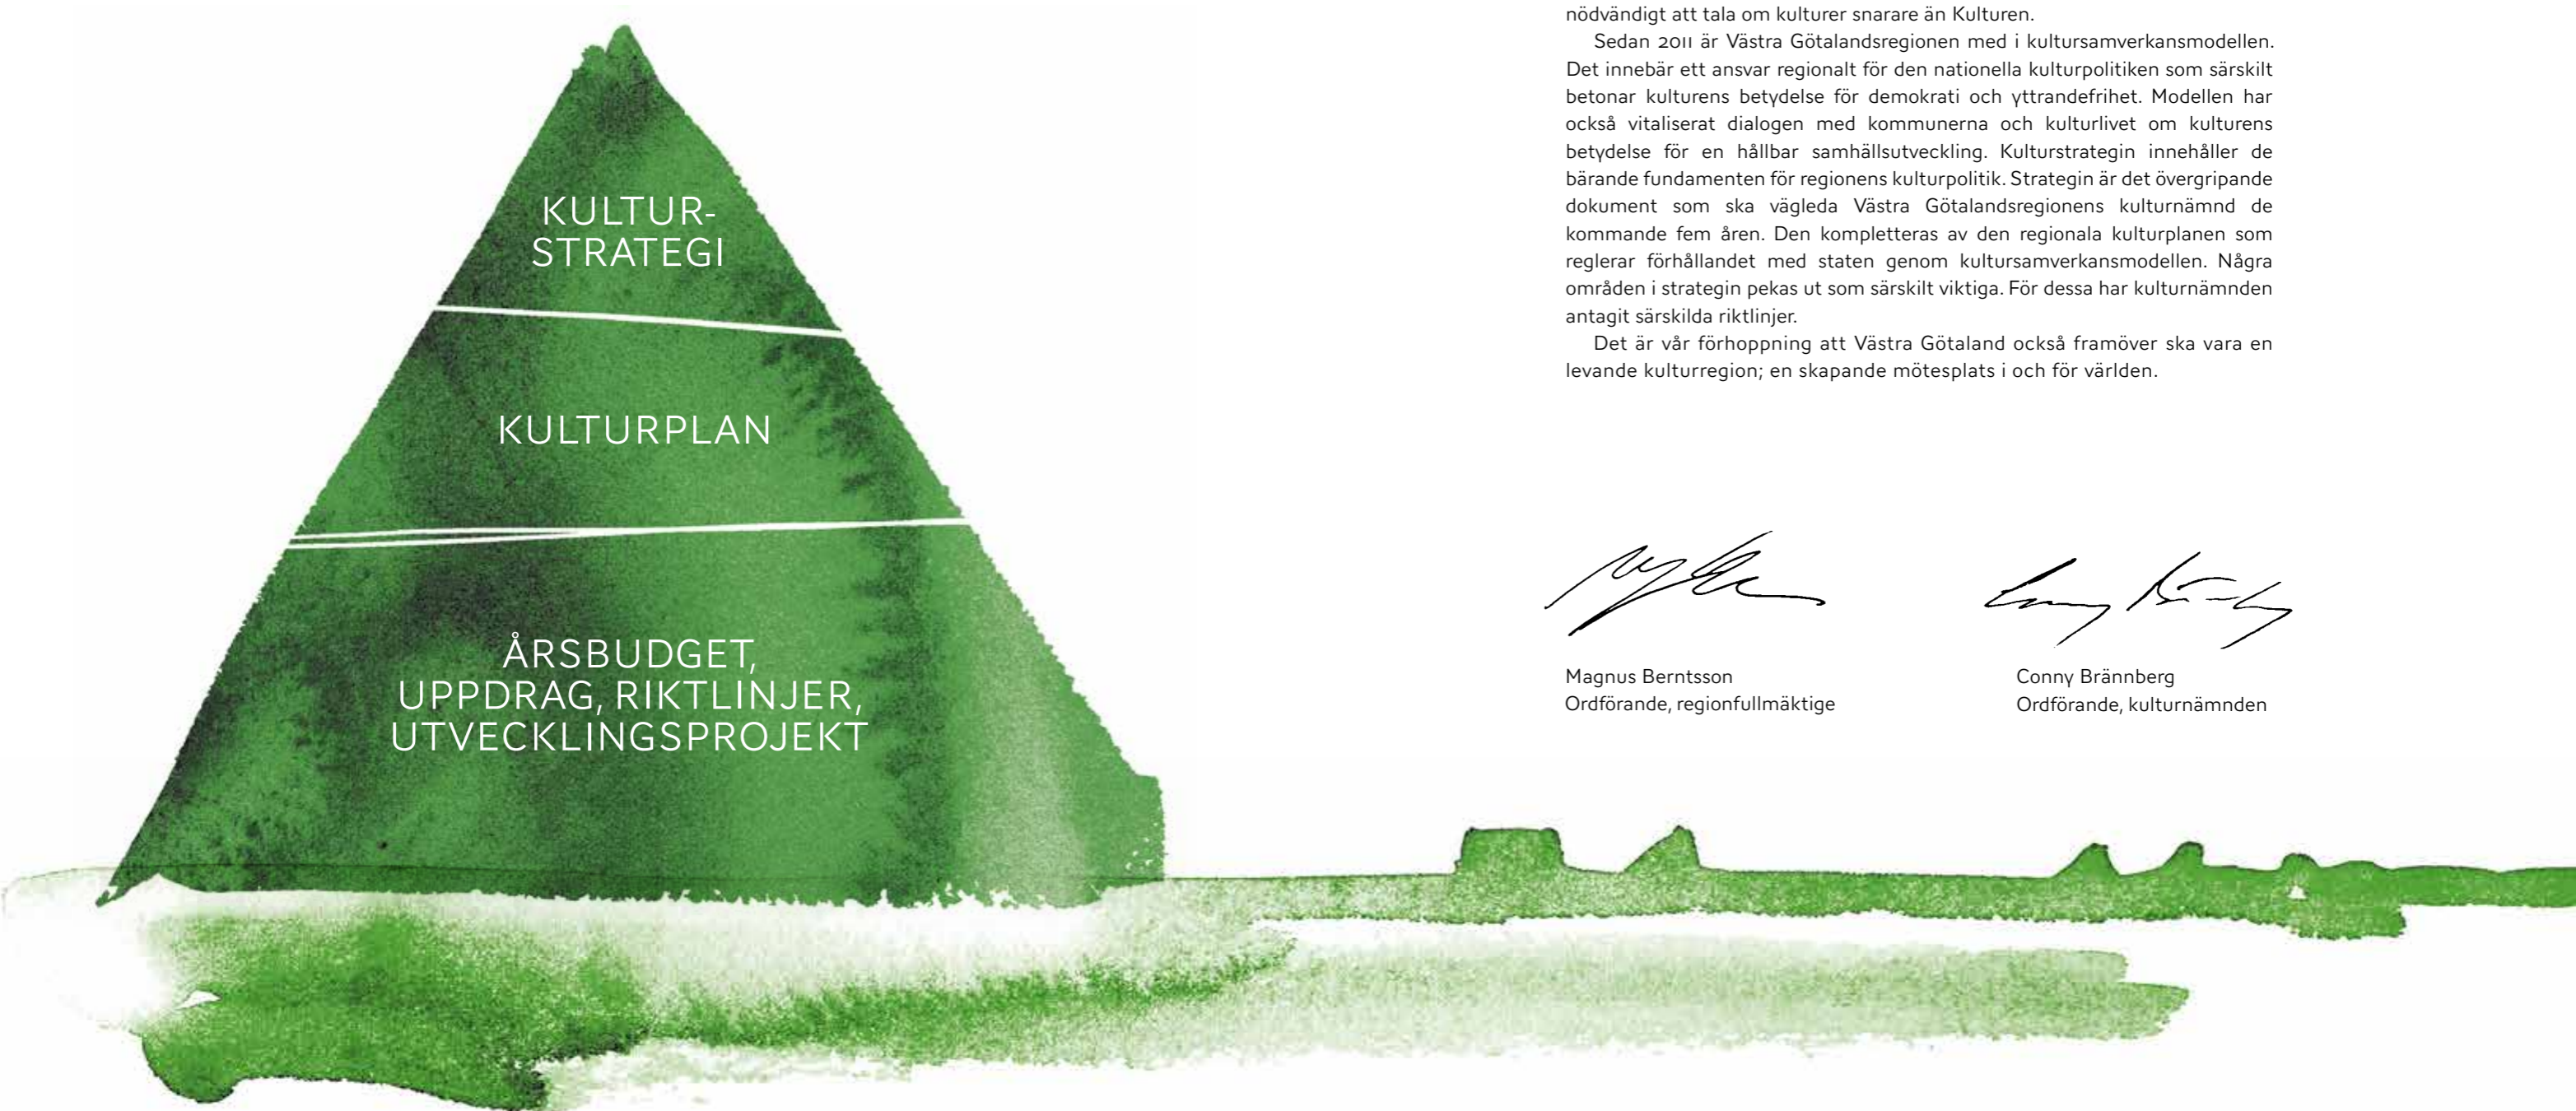 KULTUR-
STRATEGI
KULTURPLAN
ÅRSBUDGET,
UPPDRAG, RIKTLINJER,
UTVECKLINGSPROJEKT
nödvändigt att tala om kulturer snarare än Kulturen.
Sedan 2011 är Västra Götalandsregionen med i kultursamverkansmodellen.
Det innebär ett ansvar regionalt för den nationella kulturpolitiken som särskilt
betonar kulturens betydelse för demokrati och yttrandefrihet. Modellen har
också vitaliserat dialogen med kommunerna och kulturlivet om kulturens
betydelse för en hållbar samhällsutveckling. Kulturstrategin innehåller de
bärande fundamenten för regionens kulturpolitik. Strategin är det övergripande
dokument som ska vägleda Västra Götalandsregionens kulturnämnd de
kommande fem åren. Den kompletteras av den regionala kulturplanen som
reglerar förhållandet med staten genom kultursamverkansmodellen. Några
områden i strategin pekas ut som särskilt viktiga. För dessa har kulturnämnden
antagit särskilda riktlinjer.
Det är vår förhoppning att Västra Götaland också framöver ska vara en
levande kulturregion; en skapande mötesplats i och för världen.
Magnus Berntsson
Ordförande, regionfullmäktige
Conny Brännberg
Ordförande, kulturnämnden